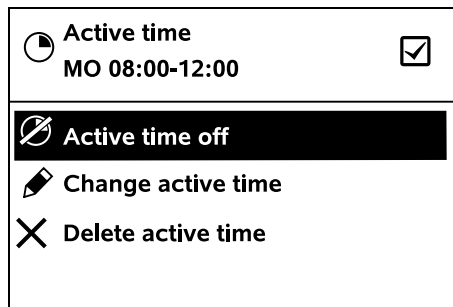 Active time
MO 08:00-12:00
Active time off
Change active time
Delete active time